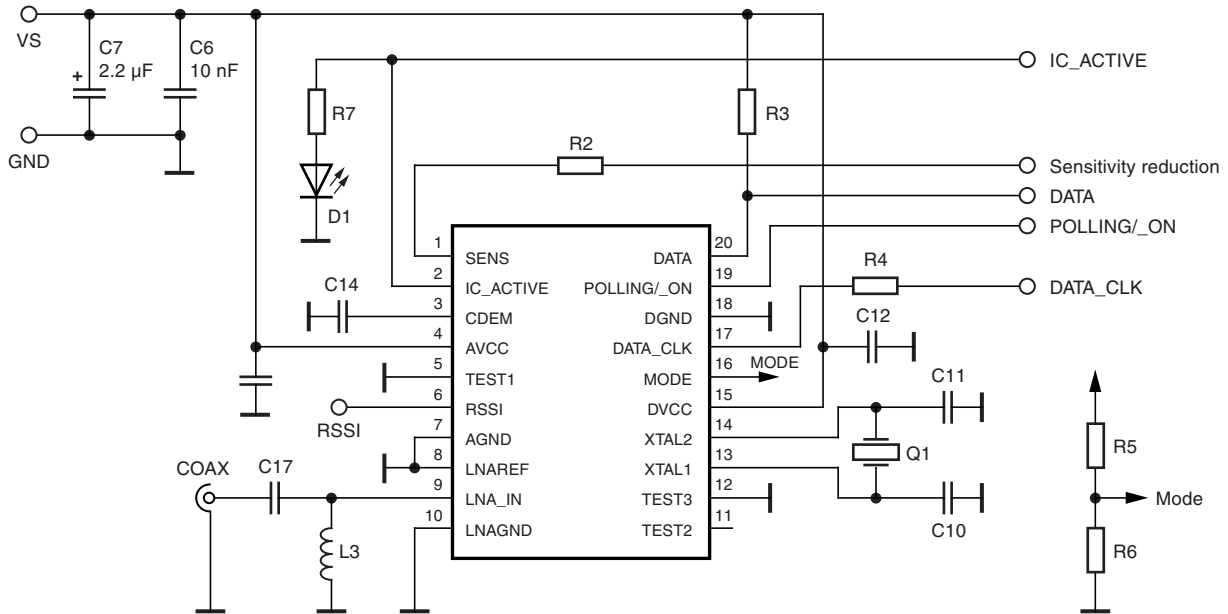 VS
C7
2.2 µF
+
C6
10 nF
GND
R7
D1
IC_ACTIVE
R3
R2
Sensitivity reduction
DATA
POLLING/_ON
R4
DATA_CLK
C14
C12
1 SENS
2 IC_ACTIVE
3 CDEM
4 AVCC
5 TEST1
6 RSSI
7 AGND
8 LNAREF
9 LNA_IN
10 LNAGND
DATA 20
POLLING/_ON 19
DGND 18
DATA_CLK 17
MODE 16
DVCC 15
XTAL2 14
XTAL1 13
TEST3 12
TEST2 11
MODE
RSSI
COAX
C17
L3
C11
Q1
C10
R5
Mode
R6